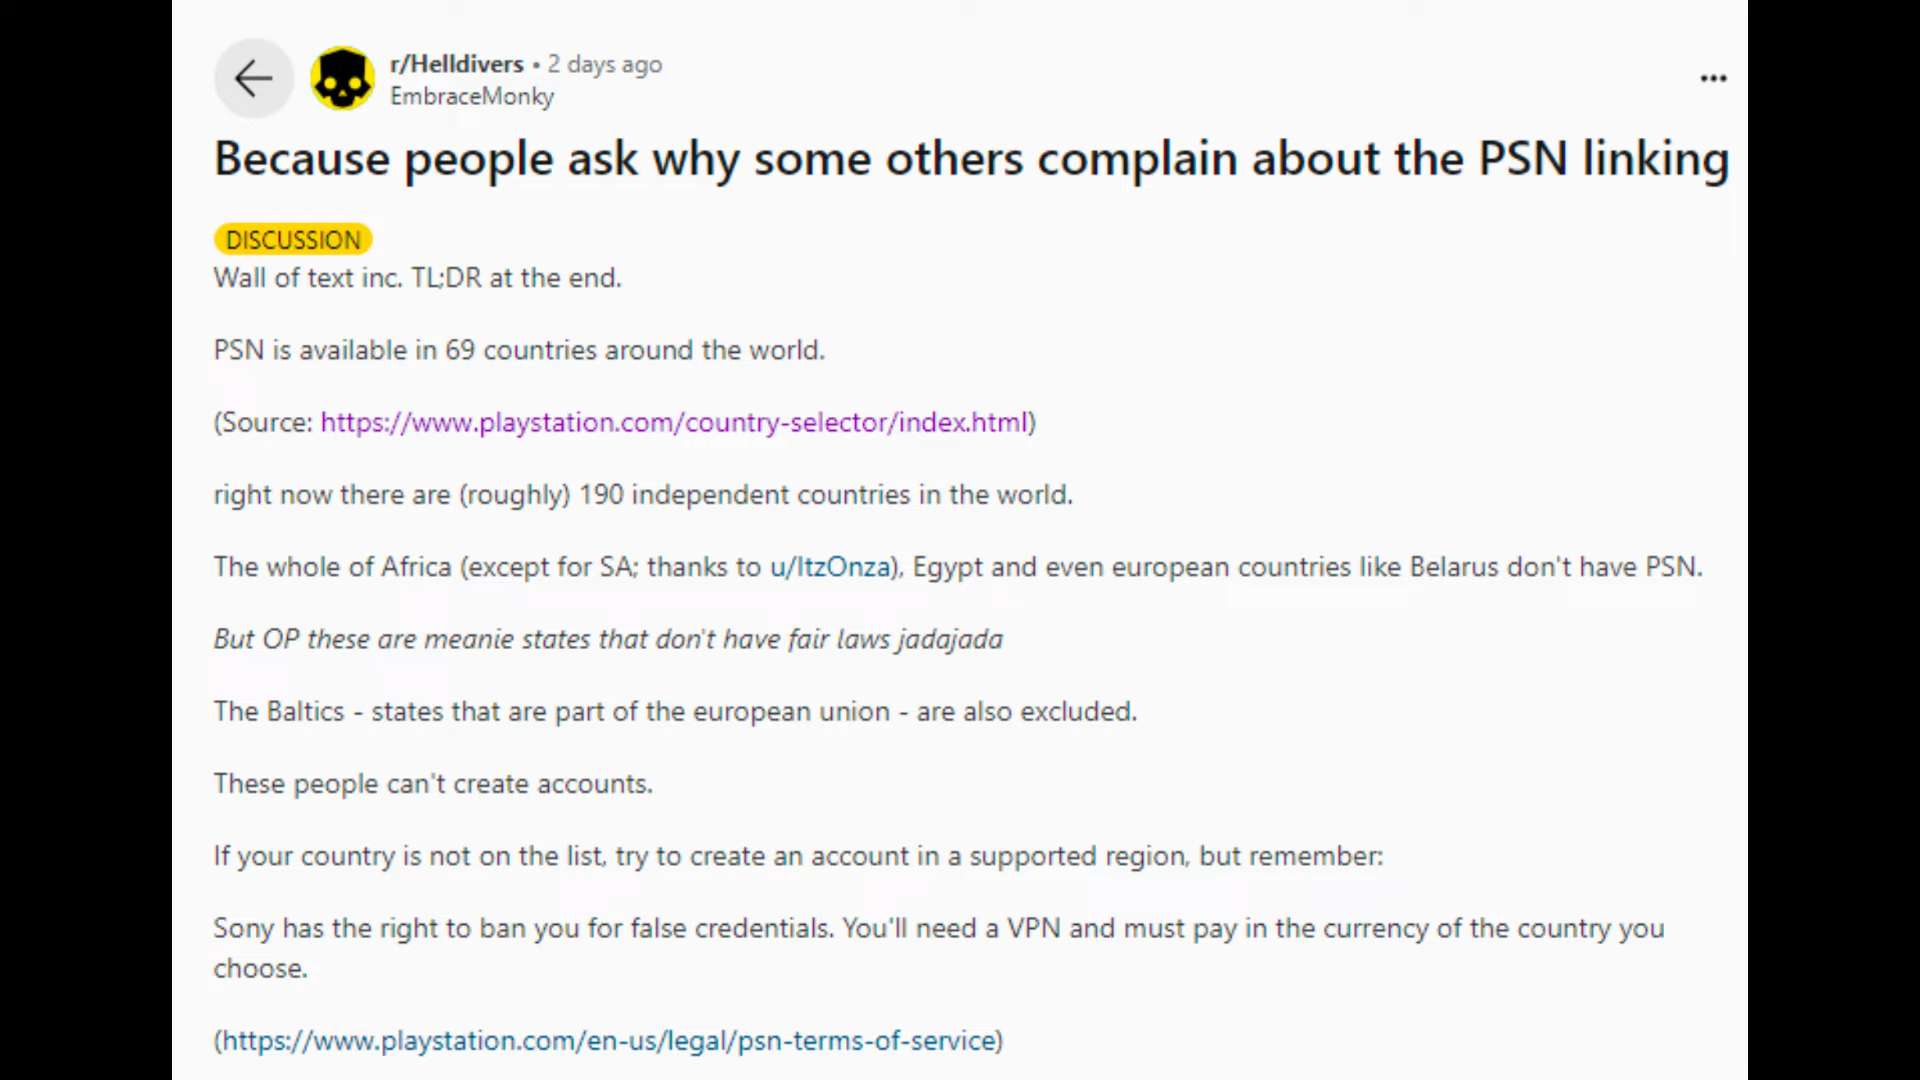 r/Helldivers • 2 days ago
EmbraceMonky
Because people ask why some others complain about the PSN linking
DISCUSSION
Wall of text inc. TL;DR at the end.
PSN is available in 69 countries around the world.
(Source: https://www.playstation.com/country-selector/index.html)
right now there are (roughly) 190 independent countries in the world.
The whole of Africa (except for SA; thanks to u/ItzOnza), Egypt and even european countries like Belarus don't have PSN.
But OP these are meanie states that don't have fair laws jadajada
The Baltics - states that are part of the european union - are also excluded.
These people can't create accounts.
If your country is not on the list, try to create an account in a supported region, but remember:
Sony has the right to ban you for false credentials. You'll need a VPN and must pay in the currency of the country you
choose.
(https://www.playstation.com/en-us/legal/psn-terms-of-service)